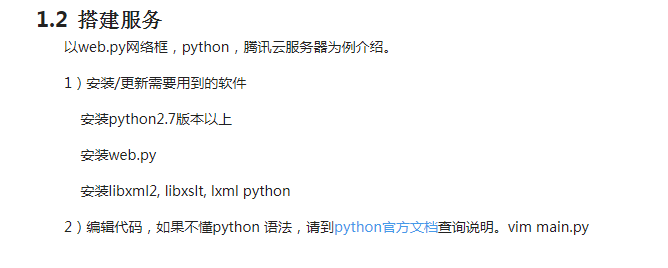 1.2 搭建服务
以web.py网络框，python，腾讯云服务器为例介绍。
1）安装/更新需要用到的软件
安装python2.7版本以上
安装web.py
安装libxml2, libxslt, lxml python
2）编辑代码，如果不懂python 语法，请到python官方文档查询说明。vim main.py